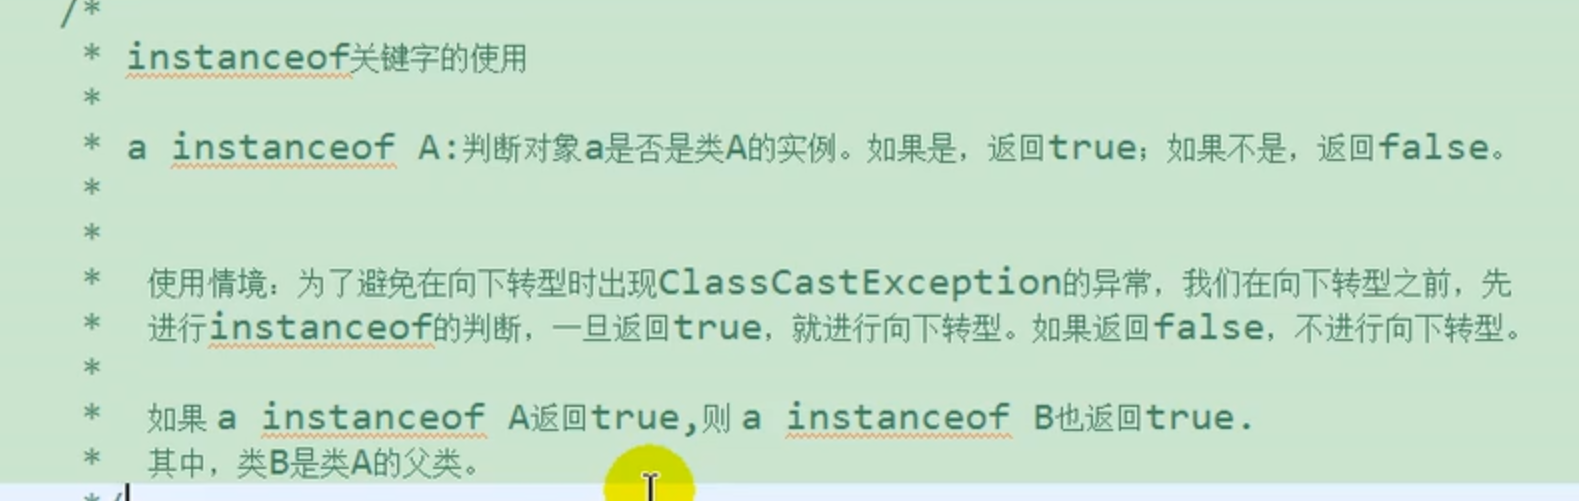 /*
* instanceof关键字的使用
*
* a instanceof A:判断对象a是否是类A的实例。如果是，返回true；如果不是，返回false。
*
*
* 使用情境：为了避免在向下转型时出现ClassCastException的异常，我们在向下转型之前，先
* 进行instanceof的判断，一旦返回true，就进行向下转型。如果返回false，不进行向下转型。
*
* 如果 a instanceof A返回true,则 a instanceof B也返回true.
* 其中，类B是类A的父类。
*/